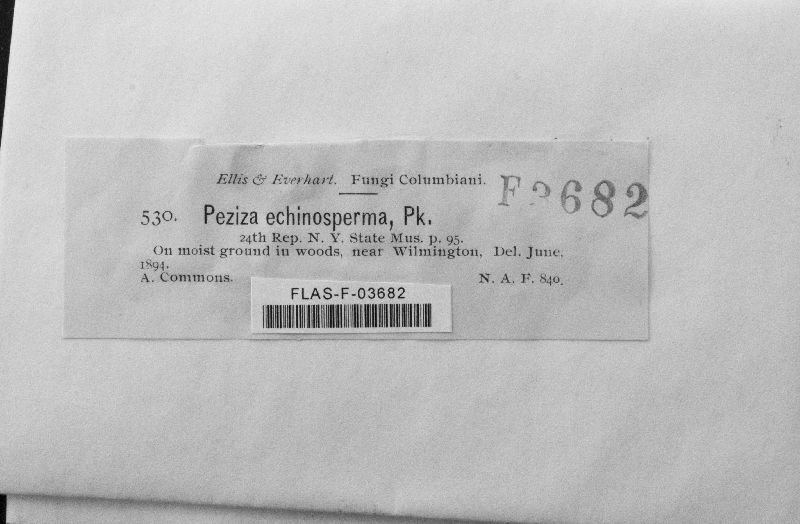 Ellis & Everhart. Fungi Columbiani.
F3682
530. Peziza echinosperma, Pk.
24th Rep. N. Y. State Mus. p. 95.
On moist ground in woods, near Wilmington, Del. June,
1894.
A. Commons. N. A. F. 840.
FLAS-F-03682